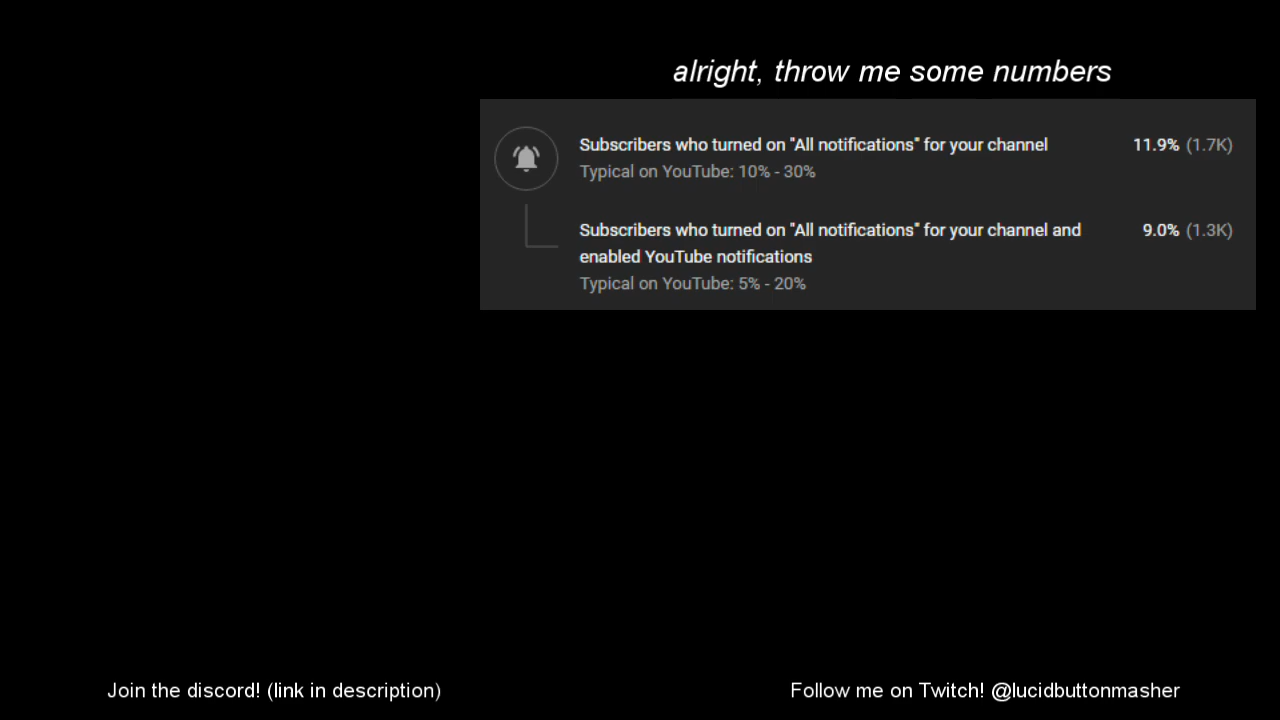 alright, throw me some numbers
Subscribers who turned on "All notifications" for your channel 11.9% (1.7K)
Typical on YouTube: 10% - 30%
Subscribers who turned on "All notifications" for your channel and 9.0% (1.3K)
enabled YouTube notifications
Typical on YouTube: 5% - 20%
Join the discord! (link in description) Follow me on Twitch! @lucidbuttonmasher